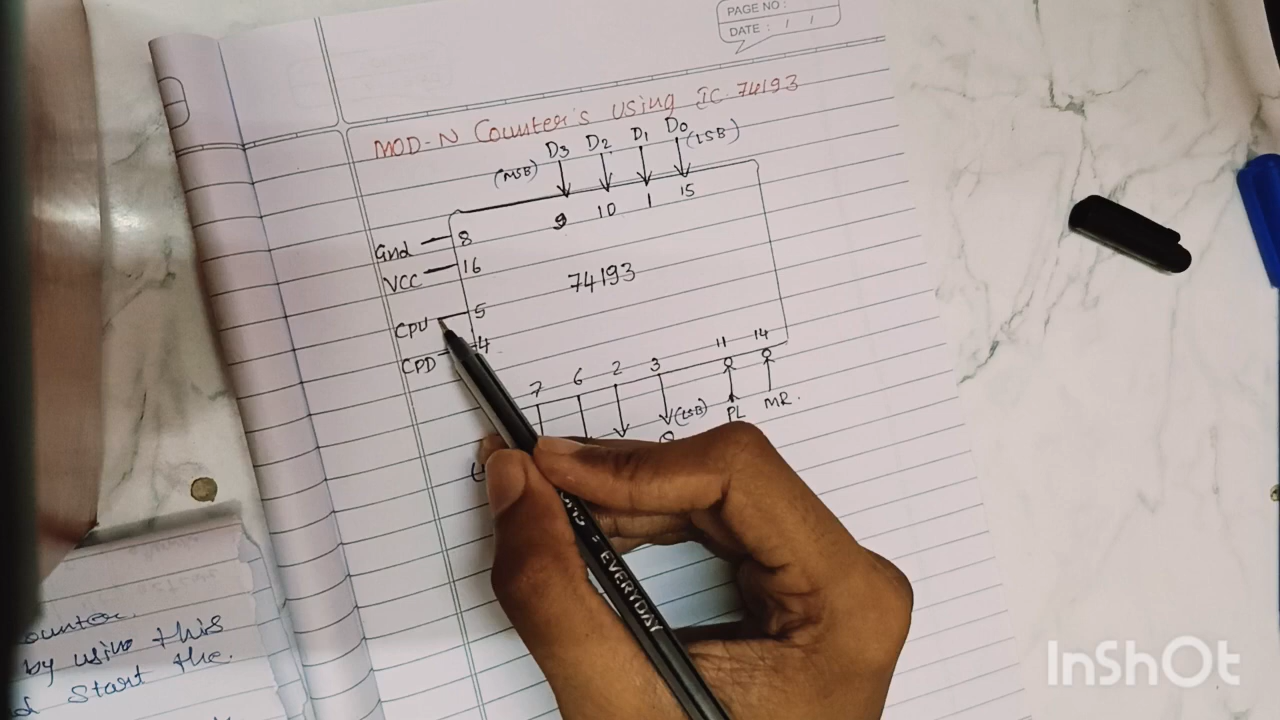 PAGE NO :
DATE : / /
MOD-N Counter's using IC 74193
D3 D2 D1 D0
(MSB) (LSB)
9 10 1 15
Gnd 8
VCC 16
74193
CPU 5
CPD 4
7 6 2 3 11 14
(LSB) PL MR.
ounter.
by using this
d start the.
EVERYDAY
InShOt